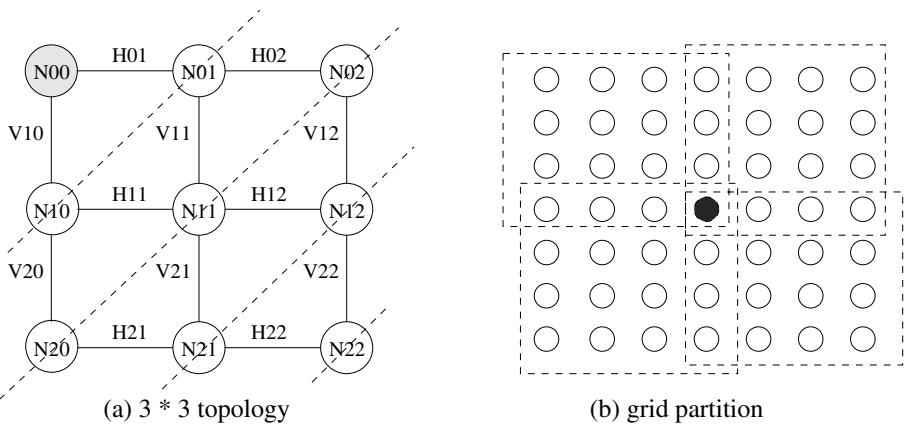 H01 H02
N00 N01 N02
V10 V11 V12
H11 H12
N10 N11 N12
V20 V21 V22
H21 H22
N20 N21 N22
(a) 3 * 3 topology
(b) grid partition